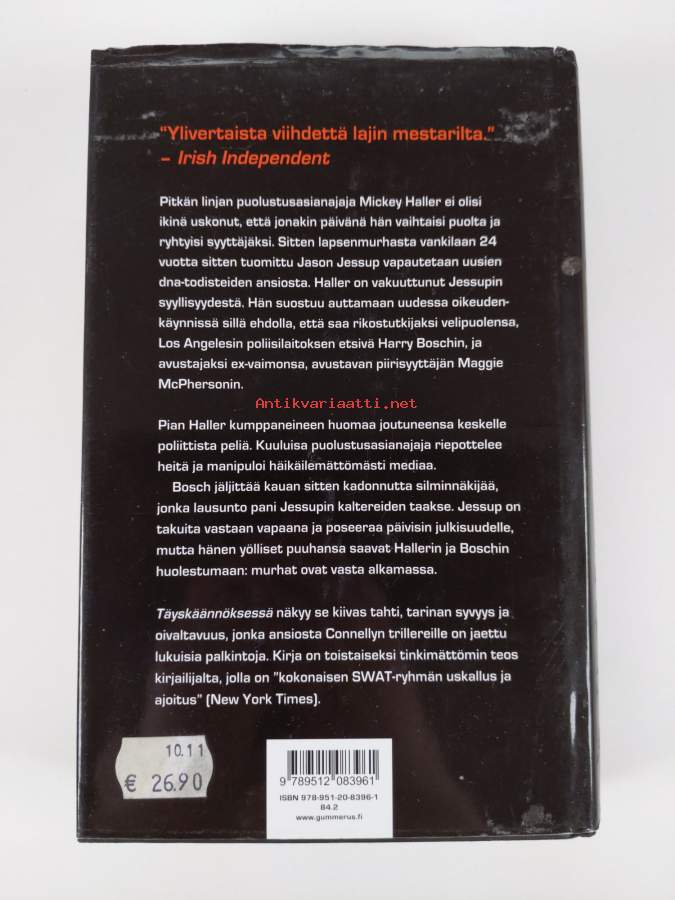 "Ylivertaista viihdettä lajin mestarilta."
– Irish Independent
Pitkän linjan puolustusasianajaja Mickey Haller ei olisi
ikinä uskonut, että jonakin päivänä hän vaihtaisi puolta ja
ryhtyisi syyttäjäksi. Sitten lapsenmurhasta vankilaan 24
vuotta sitten tuomittu Jason Jessup vapautetaan uusien
dna-todisteiden ansiosta. Haller on vakuuttunut Jessupin
syyllisyydestä. Hän suostuu auttamaan uudessa oikeuden-
käynnissä sillä ehdolla, että saa rikostutkijaksi velipuolensa,
Los Angelesin poliisilaitoksen etsivä Harry Boschin, ja
avustajaksi ex-vaimonsa, avustavan piirisyyttäjän Maggie
McPhersonin.
Antikvariaatti.net
Pian Haller kumppaneineen huomaa joutuneensa keskelle
poliittista peliä. Kuuluisa puolustusasianajaja riepottelee
heitä ja manipuloi häikäilemättömästi mediaa.
Bosch jäljittää kauan sitten kadonnutta silminnäkijää,
jonka lausunto pani Jessupin kaltereiden taakse. Jessup on
takuita vastaan vapaana ja poseeraa päivisin julkisuudelle,
mutta hänen yölliset puuhansa saavat Hallerin ja Boschin
huolestumaan: murhat ovat vasta alkamassa.
Täyskäännöksessä näkyy se kiivas tahti, tarinan syvyys ja
oivaltavuus, jonka ansiosta Connellyn trillereille on jaettu
lukuisia palkintoja. Kirja on toistaiseksi tinkimättömin teos
kirjailijalta, jolla on "kokonaisen SWAT-ryhmän uskallus ja
ajoitus" (New York Times).
10.11
€ 26.90
9 789512 083961
ISBN 978-951-20-8396-1
84.2
www.gummerus.fi